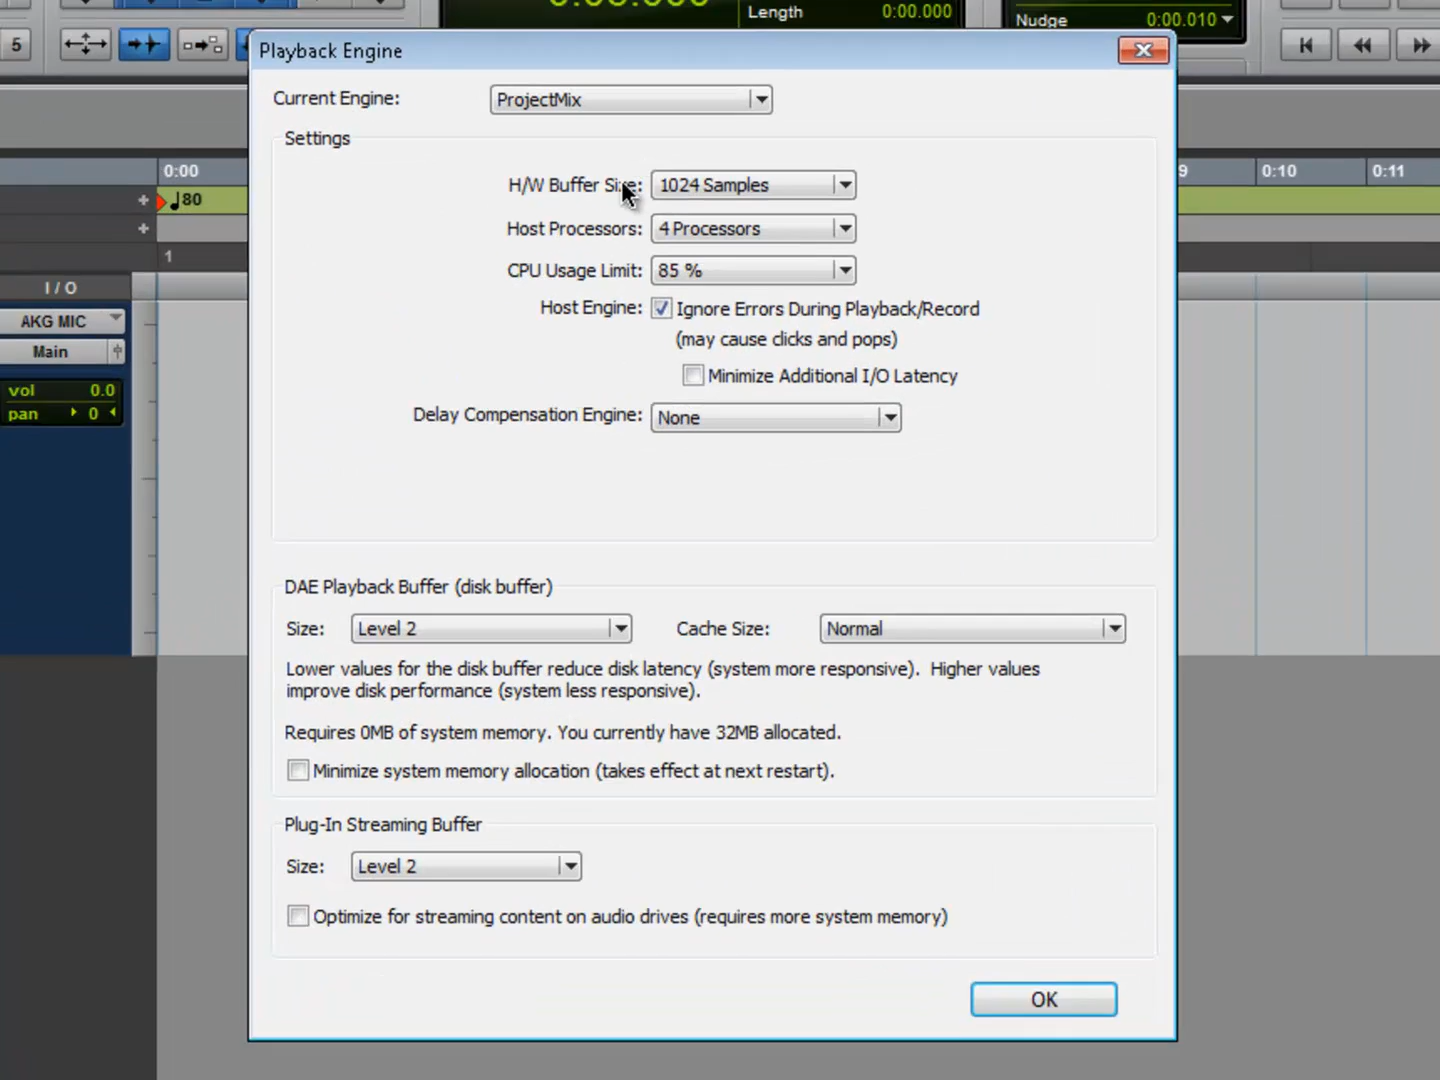 Length 0:00.000
Nudge 0:00.010
5
Playback Engine
Current Engine: ProjectMix
Settings
0:00
9 0:10 0:11
H/W Buffer Size: 1024 Samples
80
Host Processors: 4 Processors
1
CPU Usage Limit: 85 %
I / O
Host Engine: Ignore Errors During Playback/Record
AKG MIC
(may cause clicks and pops)
Main
Minimize Additional I/O Latency
vol 0.0
pan 0
Delay Compensation Engine: None
DAE Playback Buffer (disk buffer)
Size: Level 2 Cache Size: Normal
Lower values for the disk buffer reduce disk latency (system more responsive). Higher values
improve disk performance (system less responsive).
Requires 0MB of system memory. You currently have 32MB allocated.
Minimize system memory allocation (takes effect at next restart).
Plug-In Streaming Buffer
Size: Level 2
Optimize for streaming content on audio drives (requires more system memory)
OK